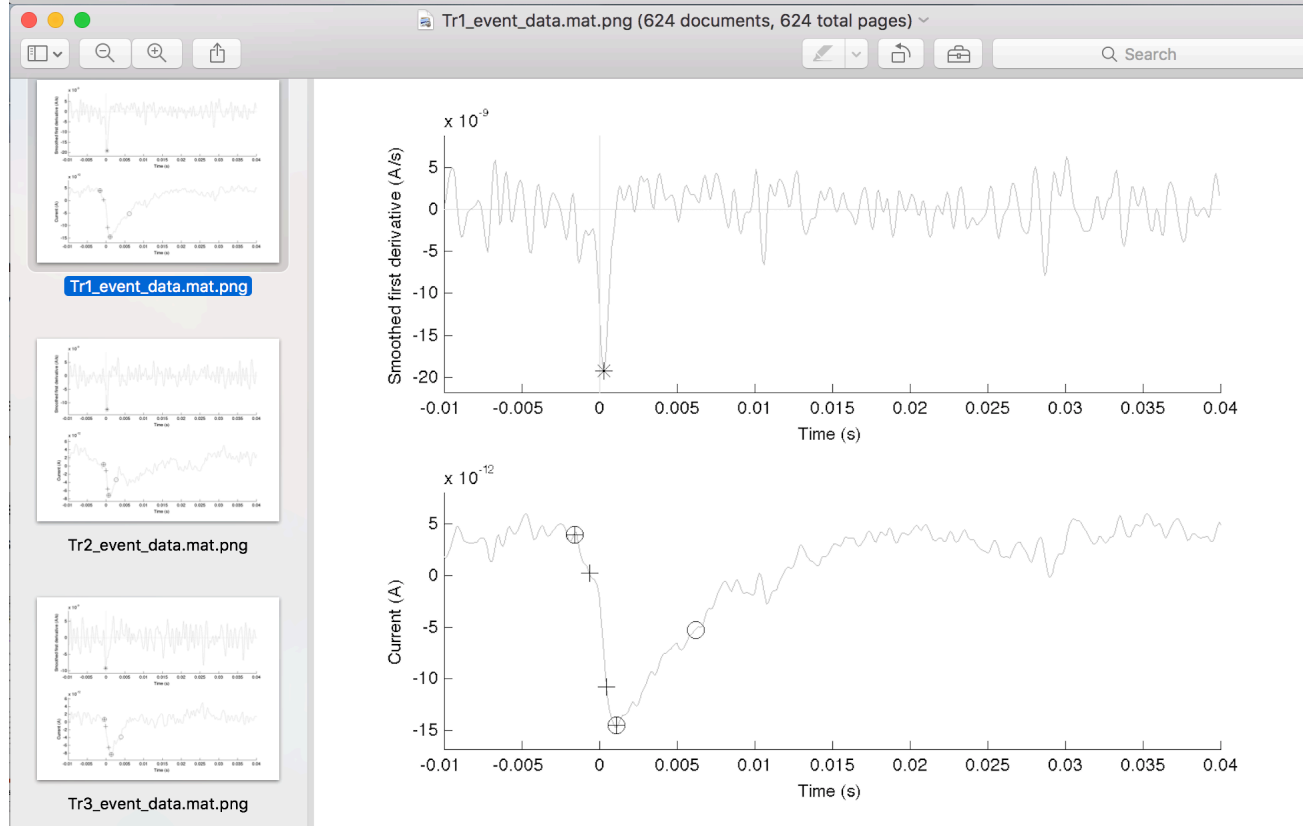 Tr1_event_data.mat.png (624 documents, 624 total pages)
Search
Tr1_event_data.mat.png
Tr2_event_data.mat.png
Tr3_event_data.mat.png
x 10⁻⁹
Smoothed first derivative (A/s)
5
0
-5
-10
-15
-20
-0.01 -0.005 0 0.005 0.01 0.015 0.02 0.025 0.03 0.035 0.04
Time (s)
x 10⁻¹²
Current (A)
5
0
-5
-10
-15
-0.01 -0.005 0 0.005 0.01 0.015 0.02 0.025 0.03 0.035 0.04
Time (s)